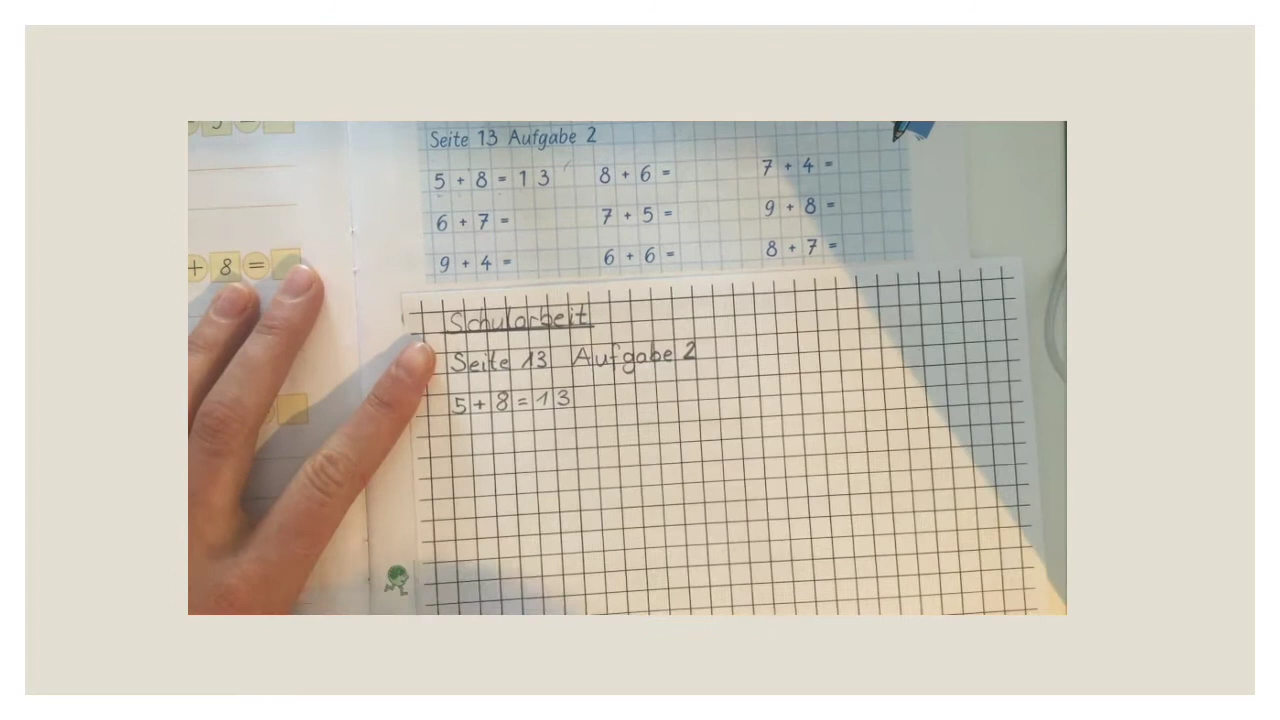 + 8 =
Seite 13 Aufgabe 2
5 + 8 = 13 8 + 6 = 7 + 4 =
6 + 7 = 7 + 5 = 9 + 8 =
9 + 4 = 6 + 6 = 8 + 7 =
Schularbeit
Seite 13 Aufgabe 2
5 + 8 = 13